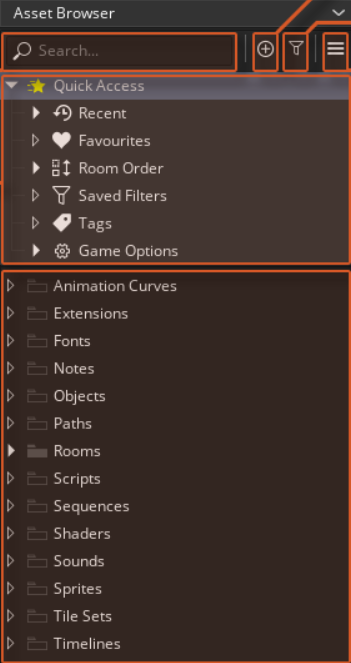 Asset Browser
Search...
Quick Access
Recent
Favourites
Room Order
Saved Filters
Tags
Game Options
Animation Curves
Extensions
Fonts
Notes
Objects
Paths
Rooms
Scripts
Sequences
Shaders
Sounds
Sprites
Tile Sets
Timelines